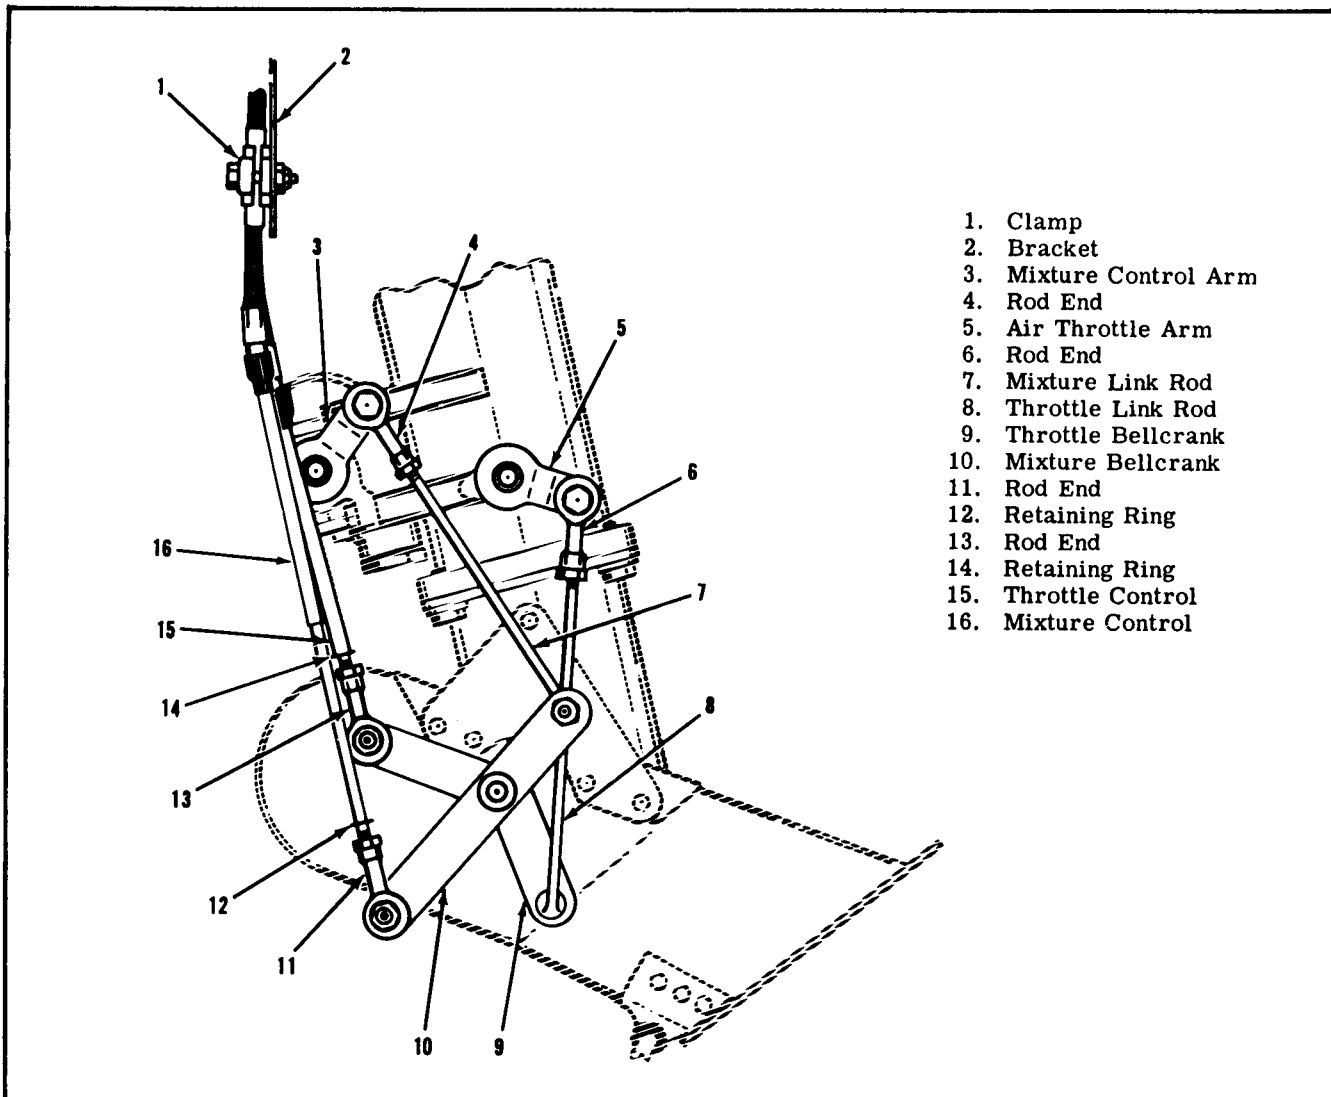 1
2
3
4
5
6
7
8
9
10
11
12
13
14
15
16
1. Clamp
2. Bracket
3. Mixture Control Arm
4. Rod End
5. Air Throttle Arm
6. Rod End
7. Mixture Link Rod
8. Throttle Link Rod
9. Throttle Bellcrank
10. Mixture Bellcrank
11. Rod End
12. Retaining Ring
13. Rod End
14. Retaining Ring
15. Throttle Control
16. Mixture Control